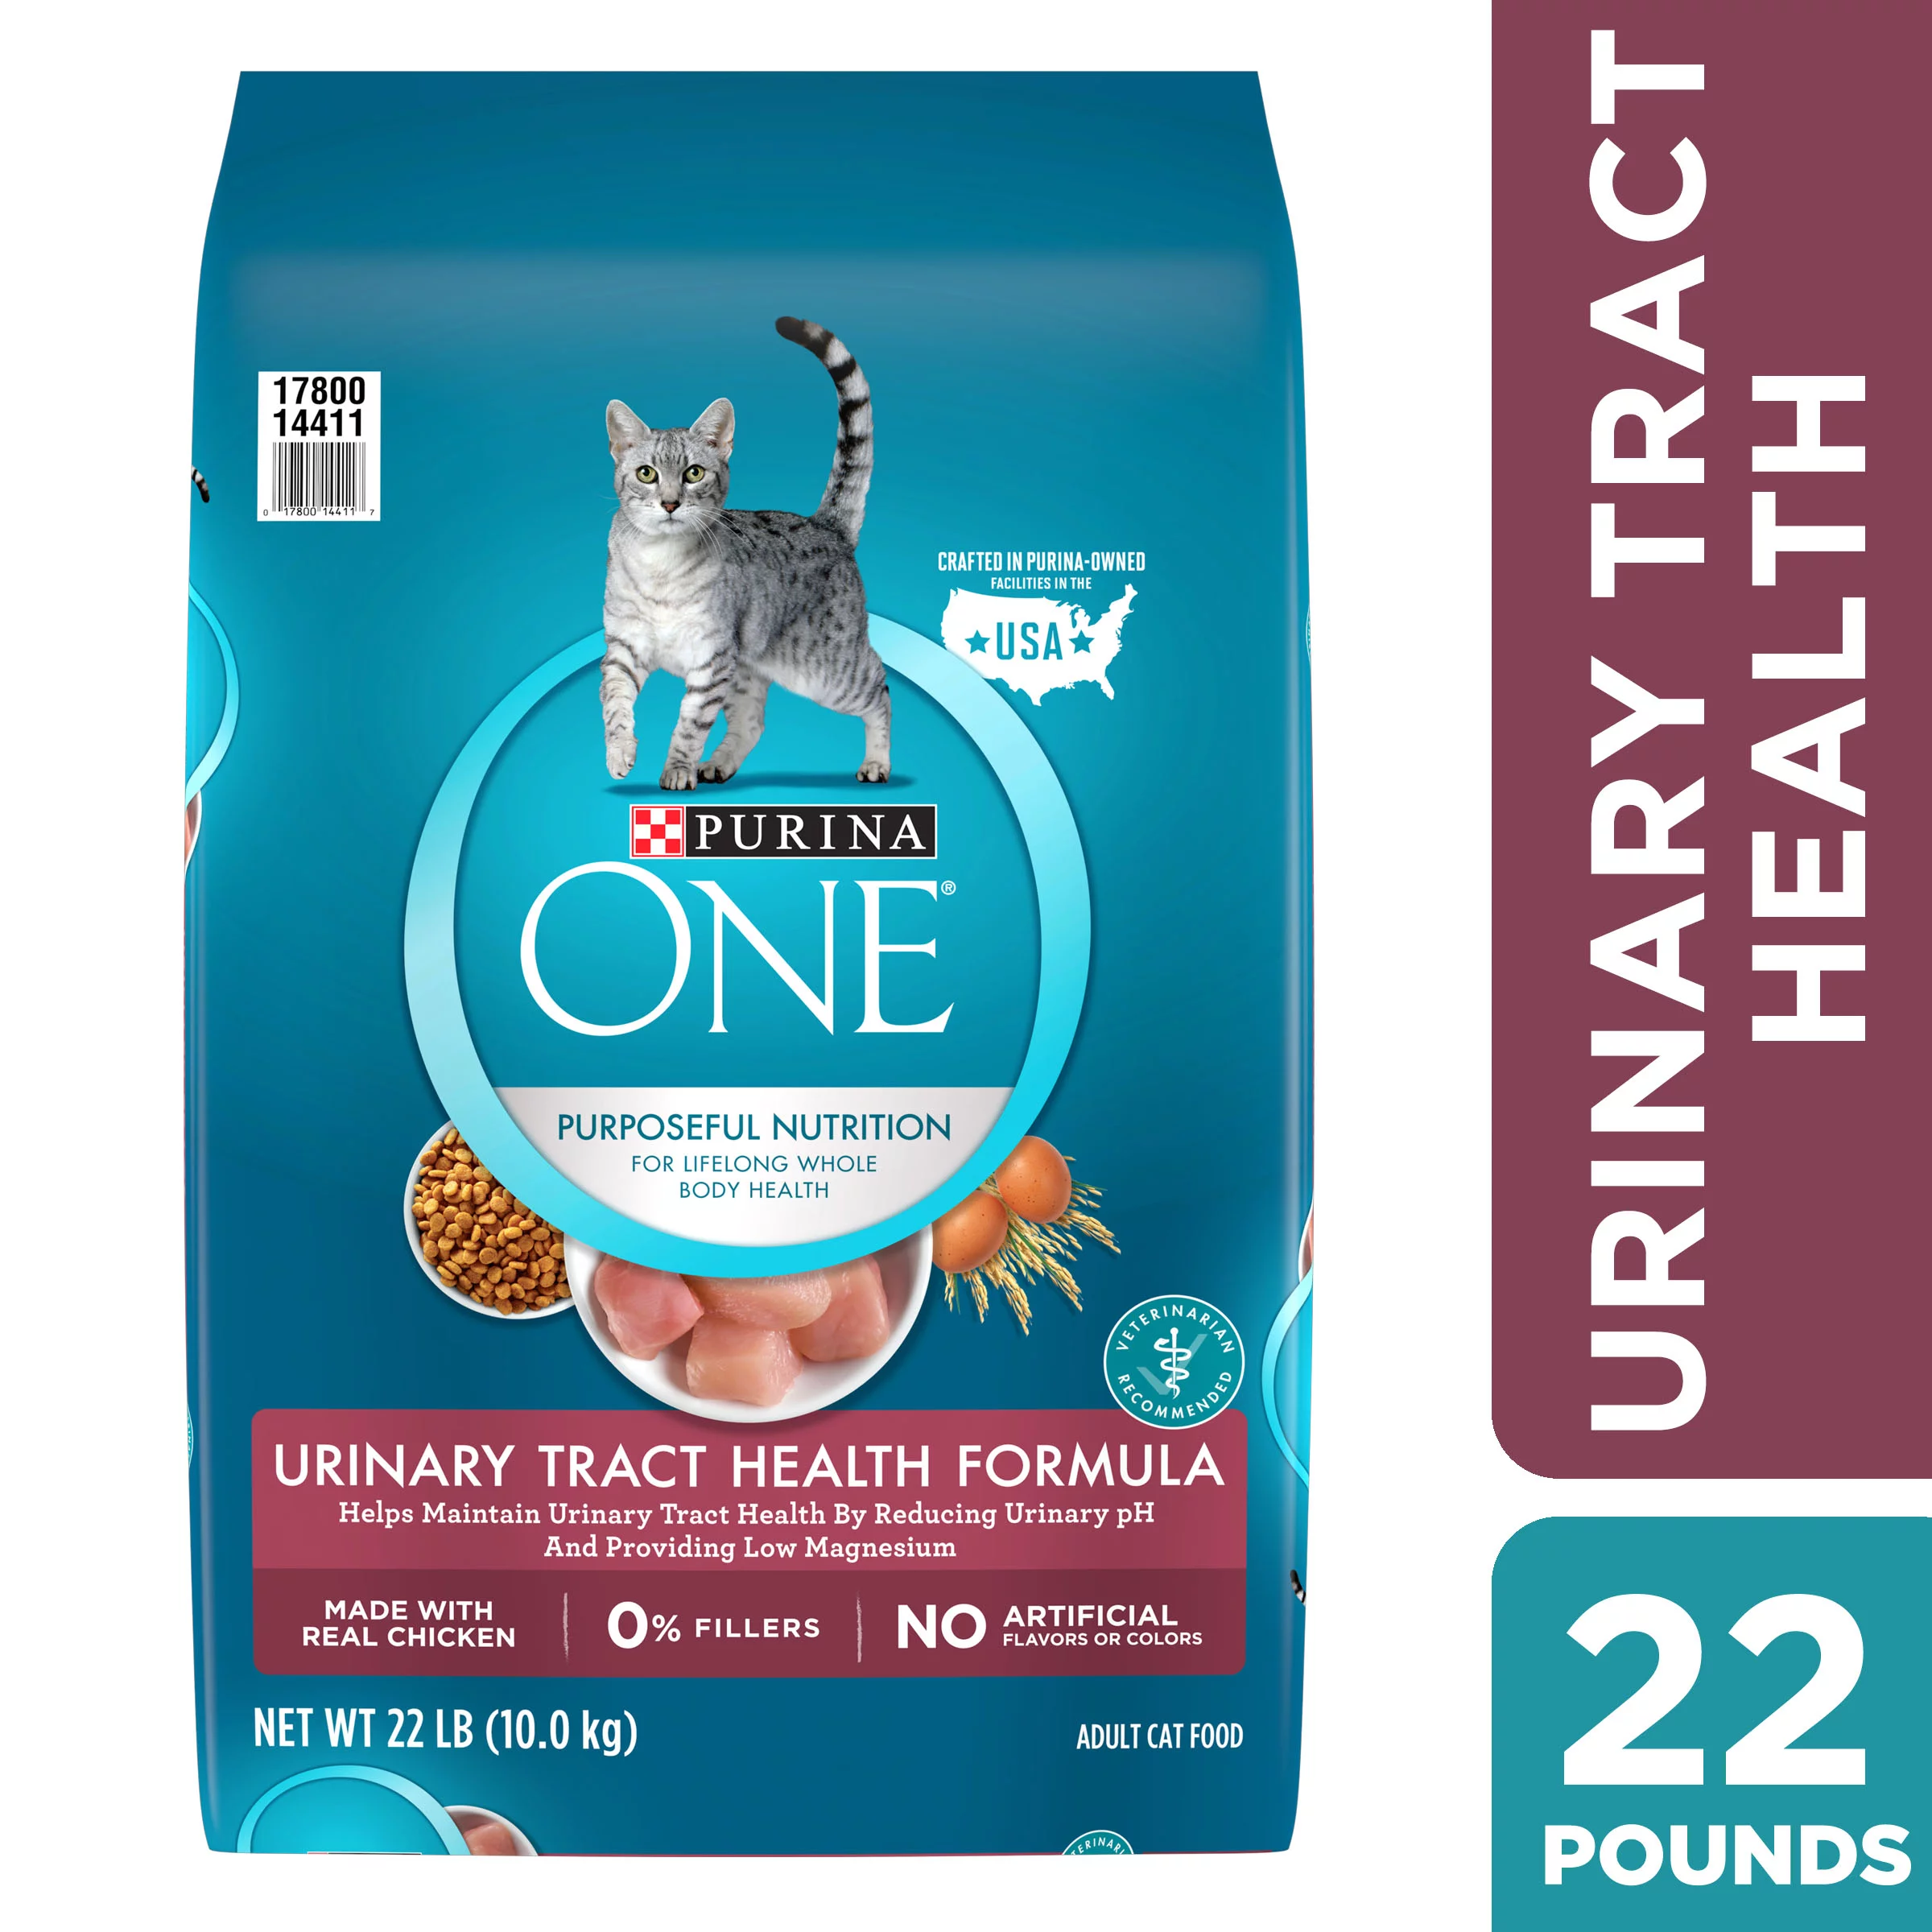 17800
14411
0 17800 14411 7
CRAFTED IN PURINA-OWNED
FACILITIES IN THE
USA
PURINA
ONE®
PURPOSEFUL NUTRITION
FOR LIFELONG WHOLE
BODY HEALTH
VETERINARIAN
RECOMMENDED
URINARY TRACT HEALTH FORMULA
Helps Maintain Urinary Tract Health By Reducing Urinary pH
And Providing Low Magnesium
MADE WITH
REAL CHICKEN
0% FILLERS
NO ARTIFICIAL
FLAVORS OR COLORS
NET WT 22 LB (10.0 kg)
ADULT CAT FOOD
URINARY TRACT
HEALTH
22
POUNDS